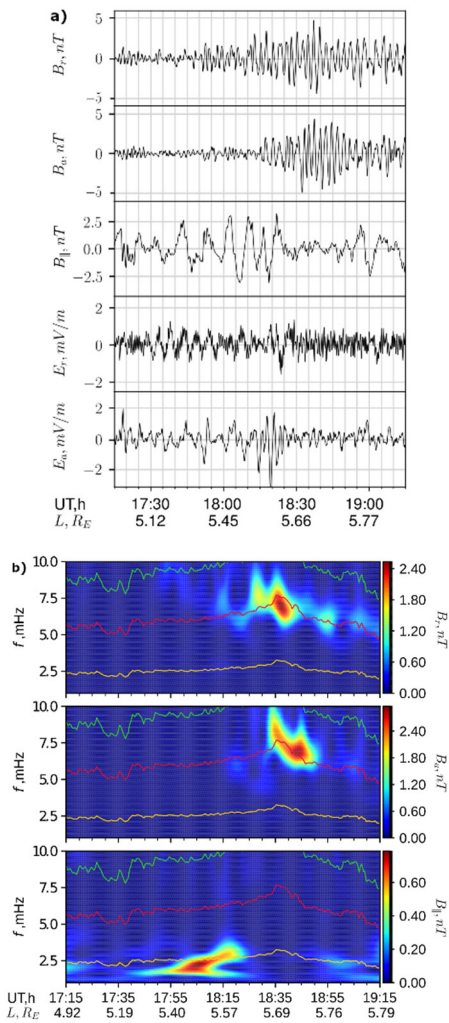 a)
5
0
−5
B_r, nT
5
0
−5
B_a, nT
2.5
0.0
−2.5
B_∥, nT
2
0
−2
E_r, mV/m
2
0
−2
E_a, mV/m
UT,h 17:30 18:00 18:30 19:00
L, R_E 5.12 5.45 5.66 5.77
b)
10.0
7.5
5.0
2.5
f, mHz
2.40
1.80
1.20
0.60
0.00
B_r, nT
10.0
7.5
5.0
2.5
f, mHz
2.40
1.80
1.20
0.60
0.00
B_a, nT
10.0
7.5
5.0
2.5
f, mHz
0.60
0.40
0.20
0.00
B_∥, nT
UT,h 17:15 17:35 17:55 18:15 18:35 18:55 19:15
L, R_E 4.92 5.19 5.40 5.57 5.69 5.76 5.79